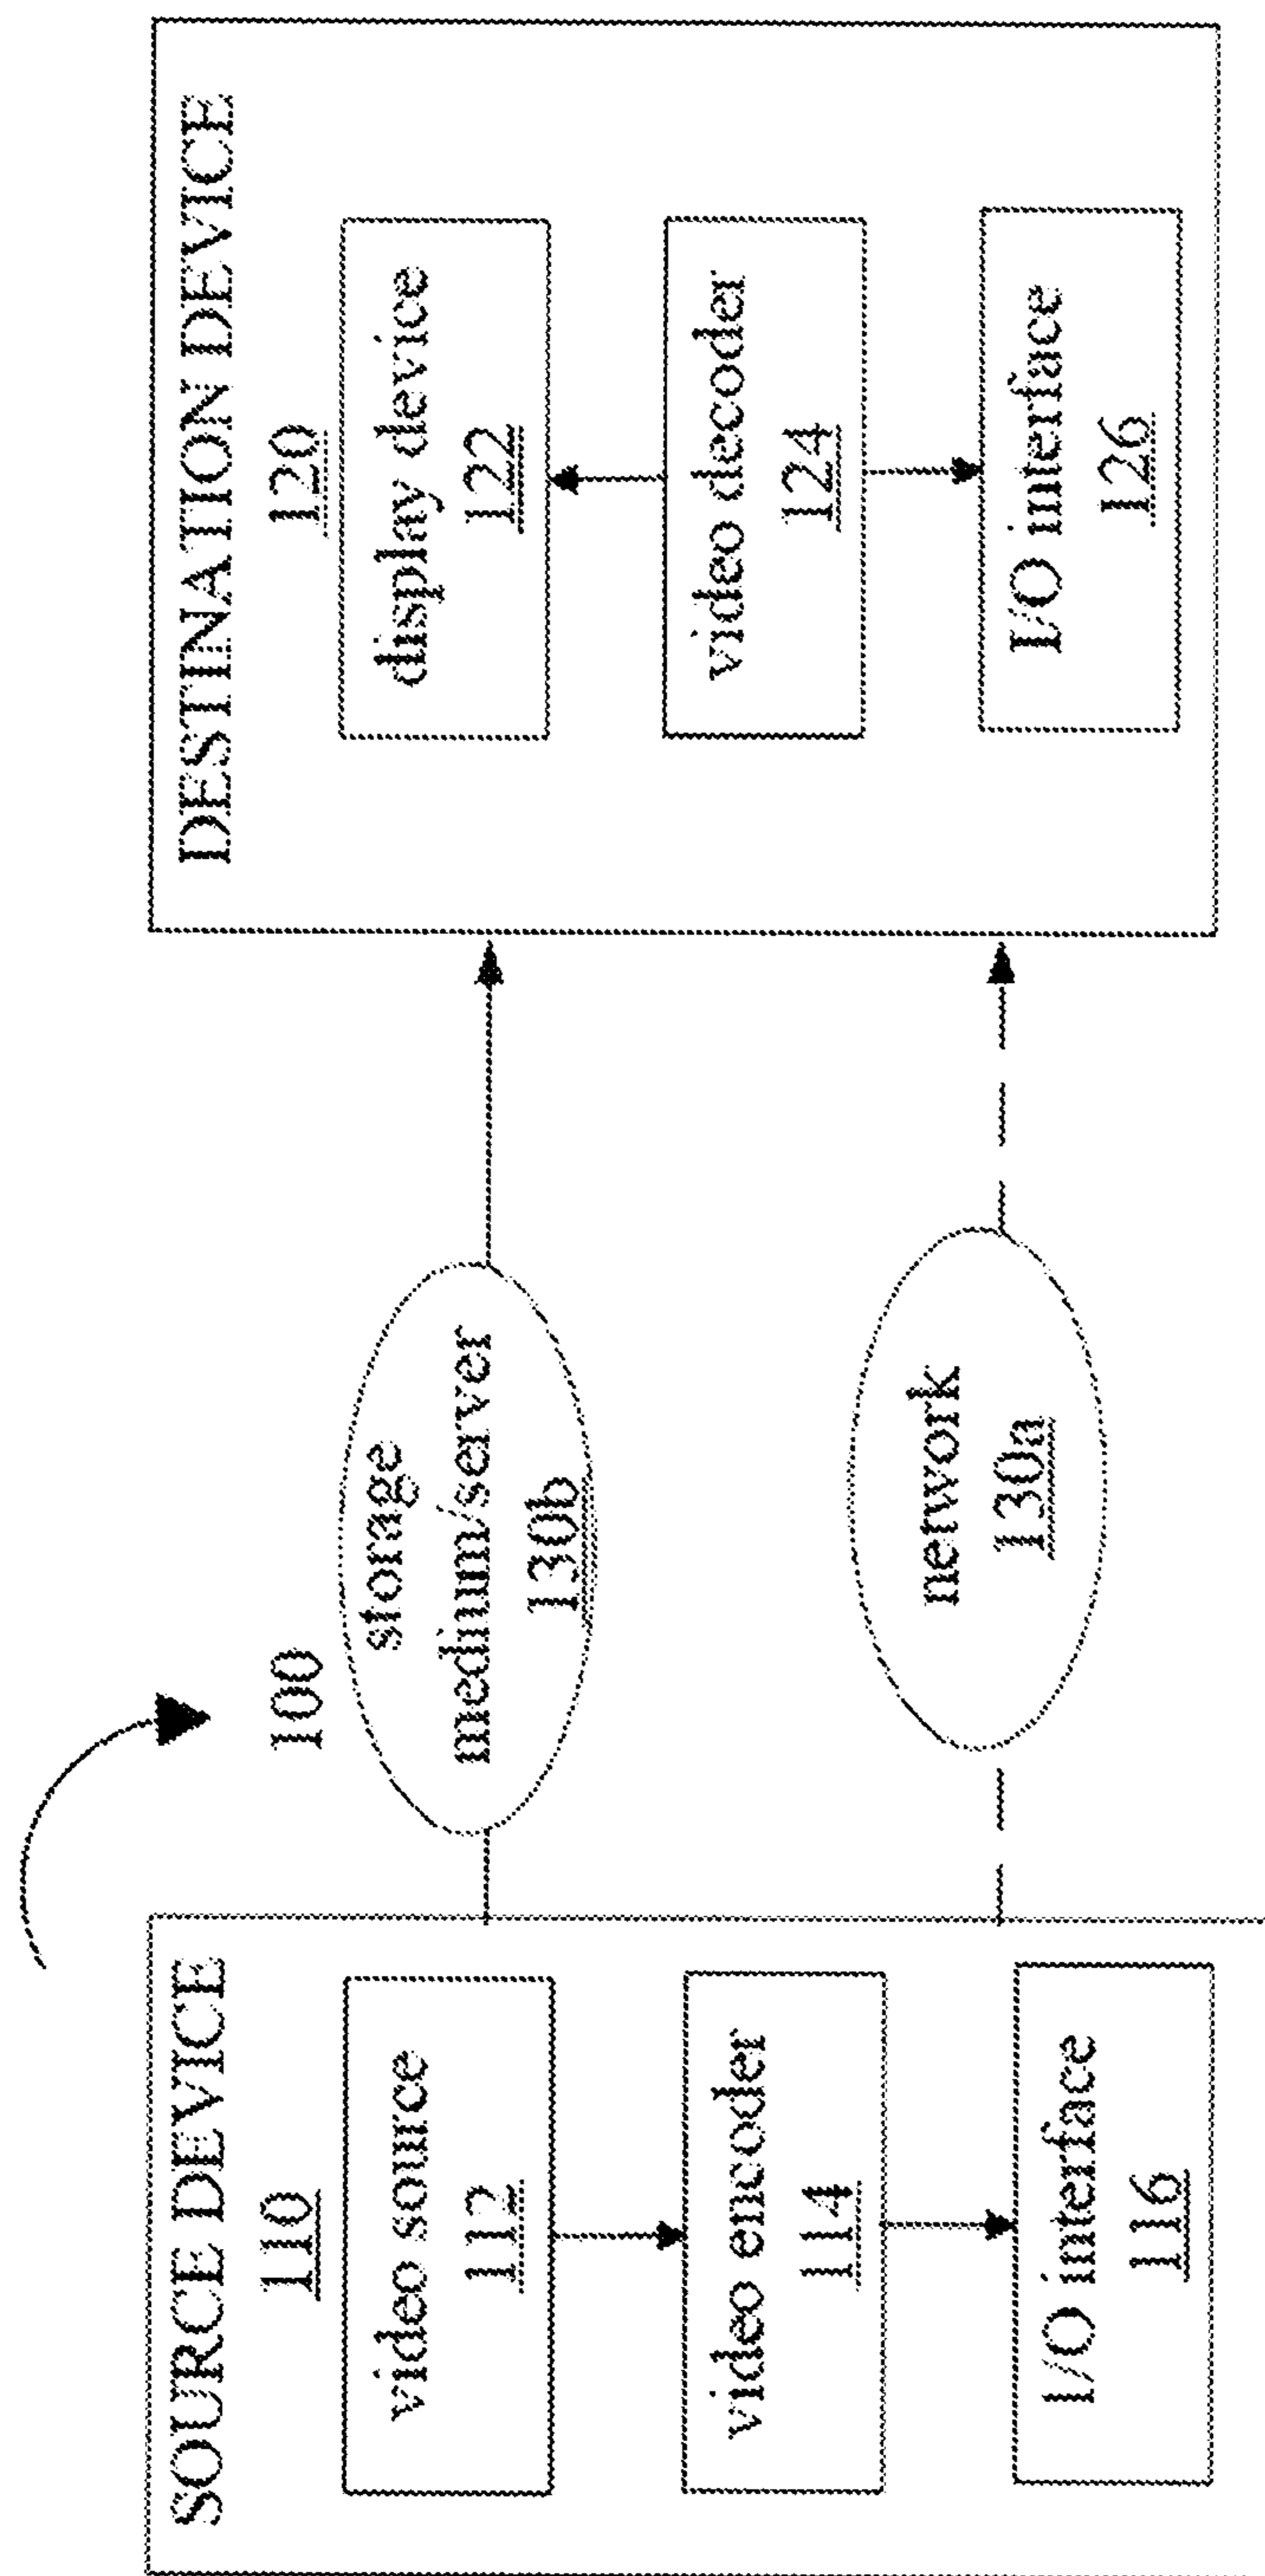 100
SOURCE DEVICE
110
video source
112
video encoder
114
I/O interface
116
storage
medium/server
130b
network
130a
DESTINATION DEVICE
120
display device
122
video decoder
124
I/O interface
126